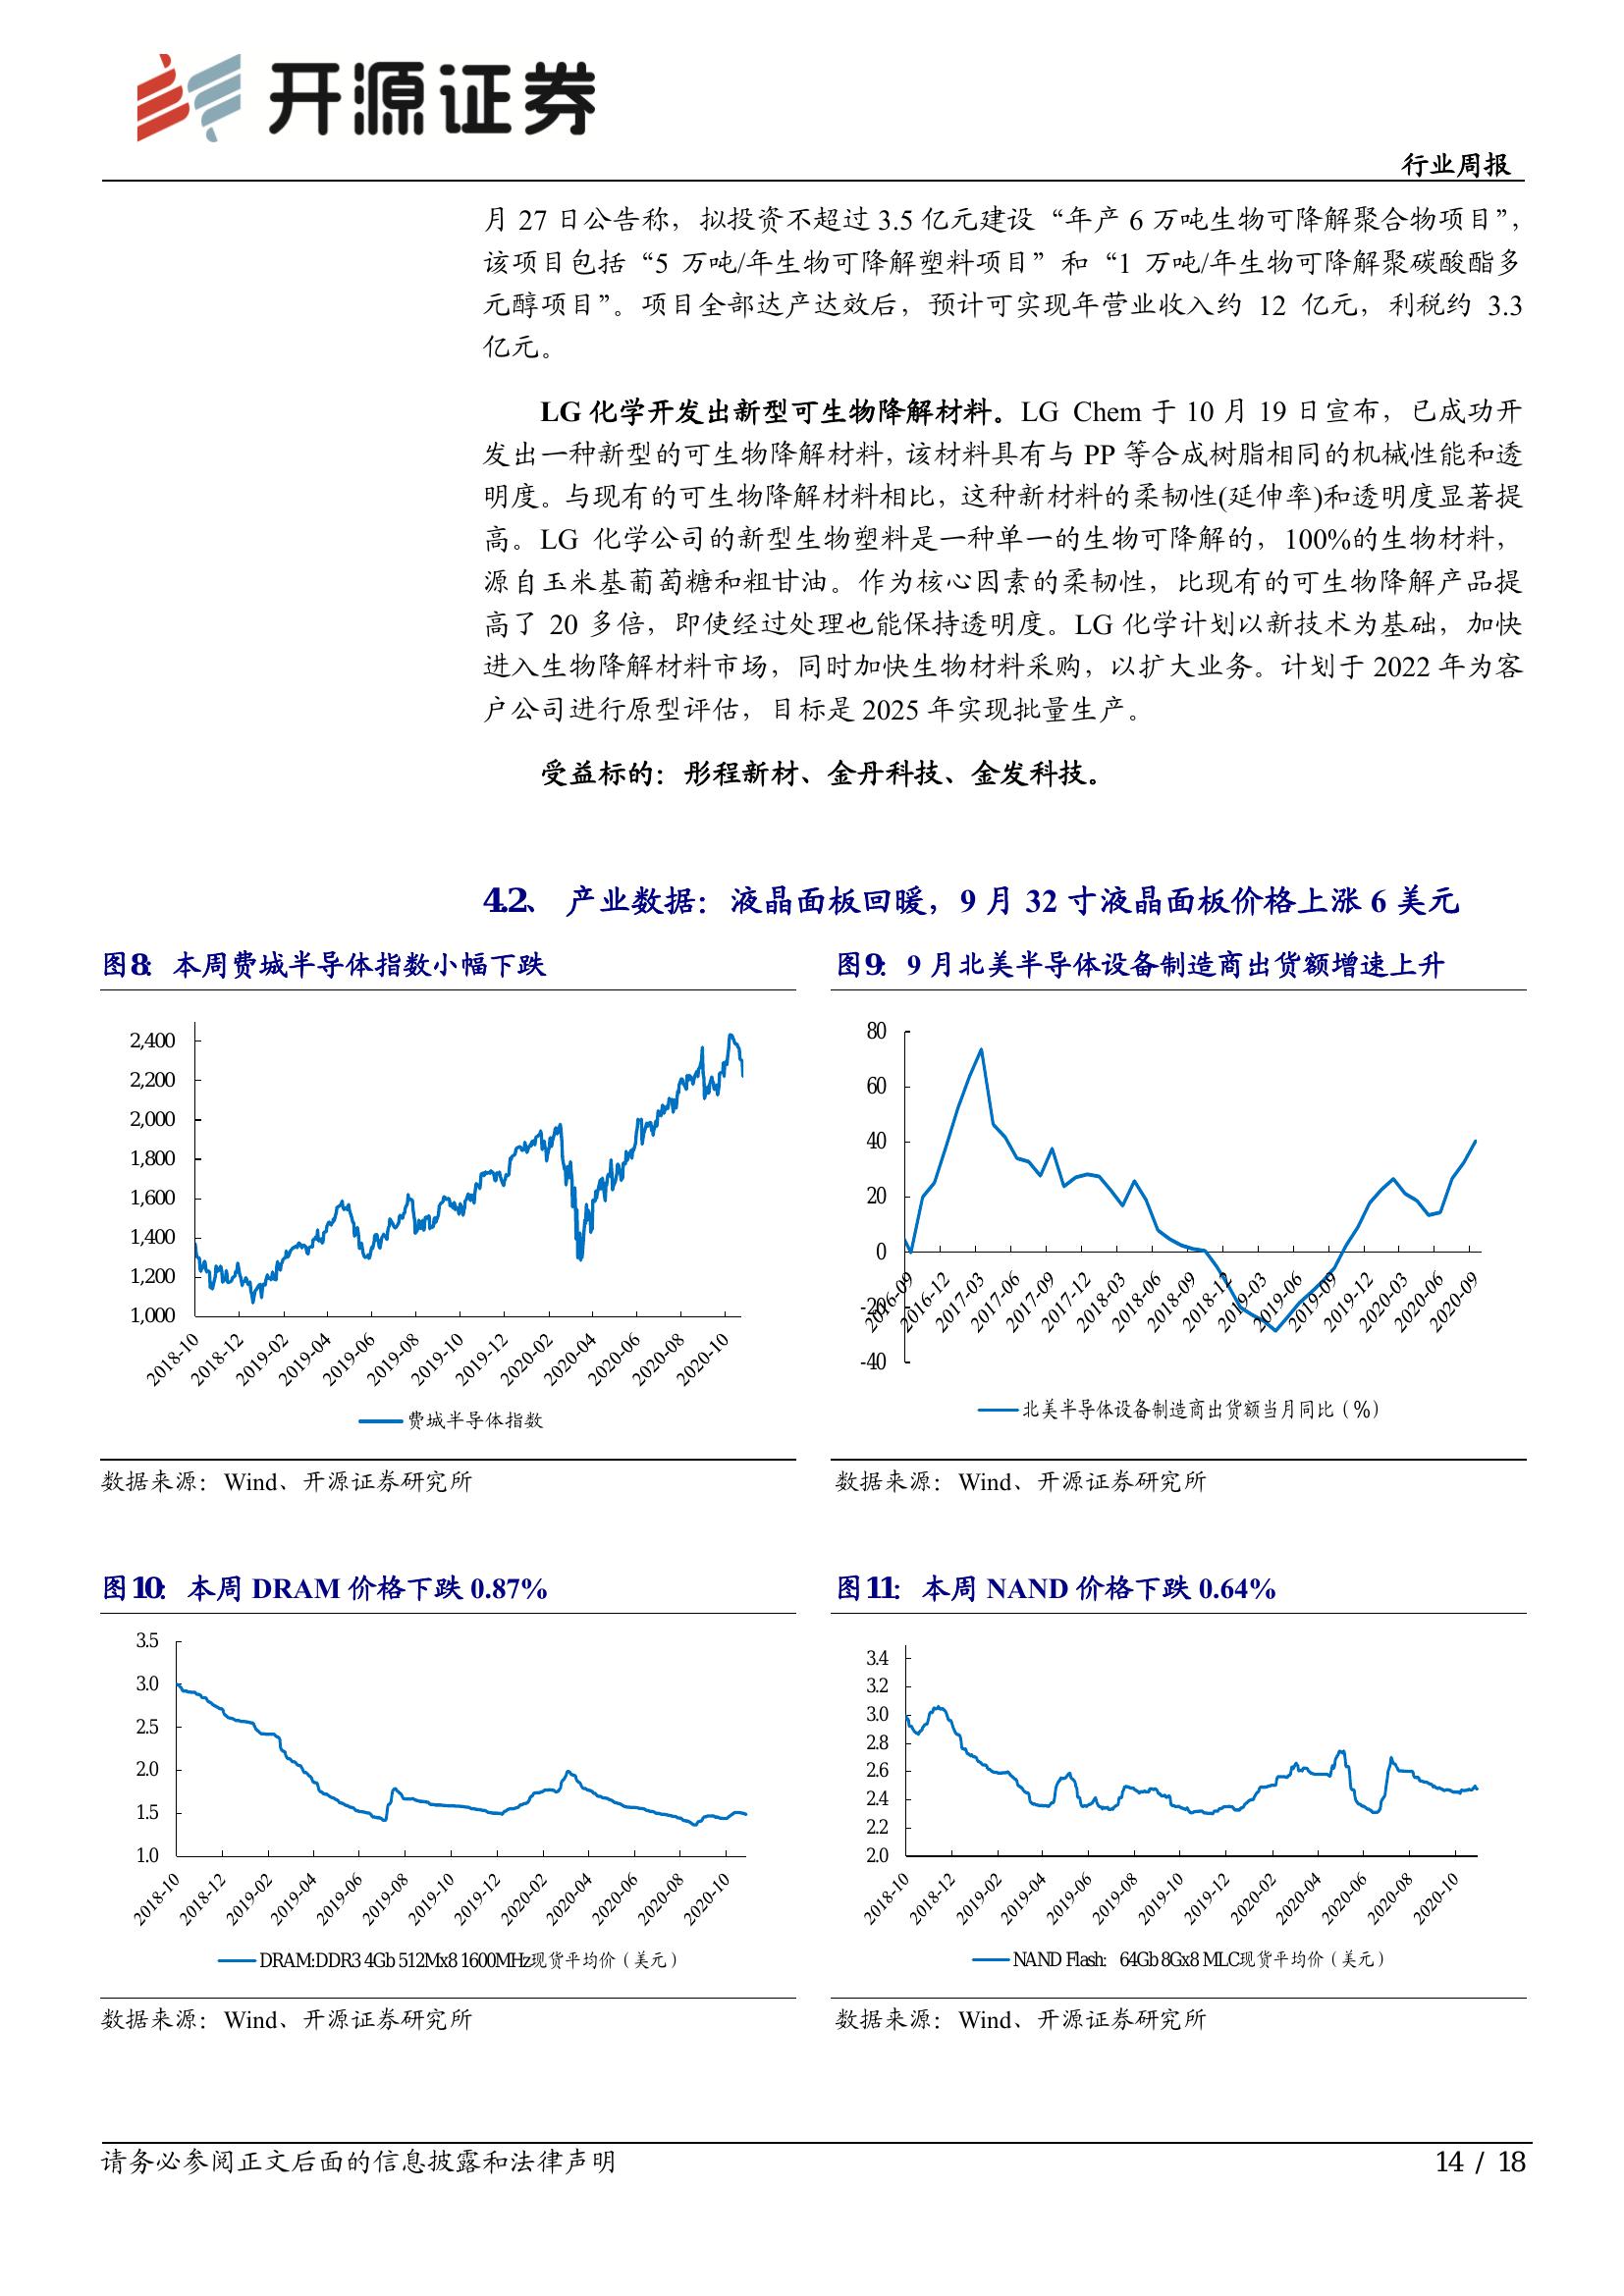 开源证券
行业周报
月 27 日公告称，拟投资不超过 3.5 亿元建设“年产 6 万吨生物可降解聚合物项目”，
该项目包括“5 万吨/年生物可降解塑料项目”和“1 万吨/年生物可降解聚碳酸酯多
元醇项目”。项目全部达产达效后，预计可实现年营业收入约 12 亿元，利税约 3.3
亿元。
LG 化学开发出新型可生物降解材料。LG Chem 于 10 月 19 日宣布，已成功开
发出一种新型的可生物降解材料，该材料具有与 PP 等合成树脂相同的机械性能和透
明度。与现有的可生物降解材料相比，这种新材料的柔韧性(延伸率)和透明度显著提
高。LG 化学公司的新型生物塑料是一种单一的生物可降解的，100%的生物材料，
源自玉米基葡萄糖和粗甘油。作为核心因素的柔韧性，比现有的可生物降解产品提
高了 20 多倍，即使经过处理也能保持透明度。LG 化学计划以新技术为基础，加快
进入生物降解材料市场，同时加快生物材料采购，以扩大业务。计划于 2022 年为客
户公司进行原型评估，目标是 2025 年实现批量生产。
受益标的：彤程新材、金丹科技、金发科技。
4.2、 产业数据：液晶面板回暖，9 月 32 寸液晶面板价格上涨 6 美元
图8：本周费城半导体指数小幅下跌
2,400
2,200
2,000
1,800
1,600
1,400
1,200
1,000
2018-10 2018-12 2019-02 2019-04 2019-06 2019-08 2019-10 2019-12 2020-02 2020-04 2020-06 2020-08 2020-10
费城半导体指数
数据来源：Wind、开源证券研究所
图9：9 月北美半导体设备制造商出货额增速上升
80
60
40
20
0
-20
-40
2016-09 2016-12 2017-03 2017-06 2017-09 2017-12 2018-03 2018-06 2018-09 2018-12 2019-03 2019-06 2019-09 2019-12 2020-03 2020-06 2020-09
北美半导体设备制造商出货额当月同比（%）
数据来源：Wind、开源证券研究所
图10：本周 DRAM 价格下跌 0.87%
3.5
3.0
2.5
2.0
1.5
1.0
2018-10 2018-12 2019-02 2019-04 2019-06 2019-08 2019-10 2019-12 2020-02 2020-04 2020-06 2020-08 2020-10
DRAM:DDR3 4Gb 512Mx8 1600MHz现货平均价（美元）
数据来源：Wind、开源证券研究所
图11：本周 NAND 价格下跌 0.64%
3.4
3.2
3.0
2.8
2.6
2.4
2.2
2.0
2018-10 2018-12 2019-02 2019-04 2019-06 2019-08 2019-10 2019-12 2020-02 2020-04 2020-06 2020-08 2020-10
NAND Flash: 64Gb 8Gx8 MLC现货平均价（美元）
数据来源：Wind、开源证券研究所
请务必参阅正文后面的信息披露和法律声明
14 / 18